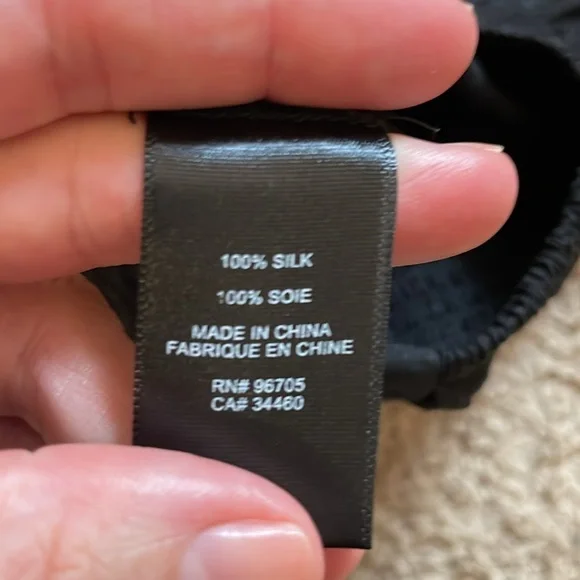 100% SILK
100% SOIE
MADE IN CHINA
FABRIQUE EN CHINE
RN# 96705
CA# 34460